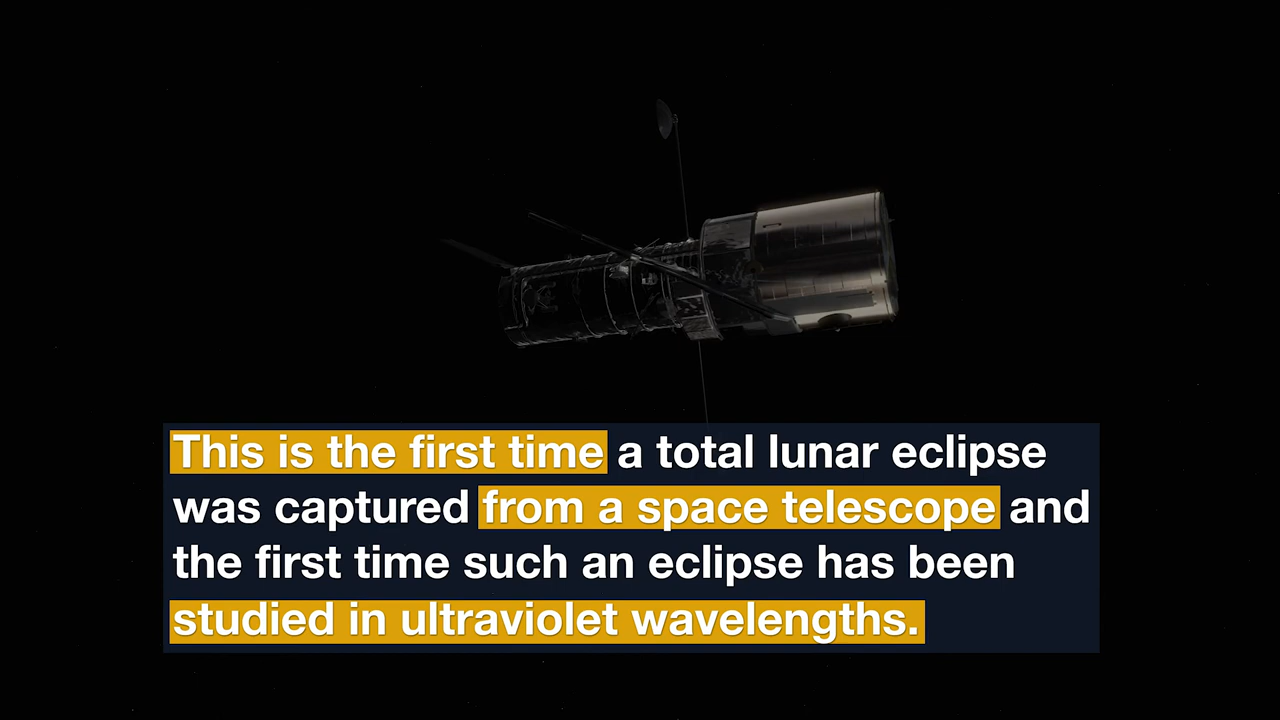 This is the first time a total lunar eclipse
was captured from a space telescope and
the first time such an eclipse has been
studied in ultraviolet wavelengths.